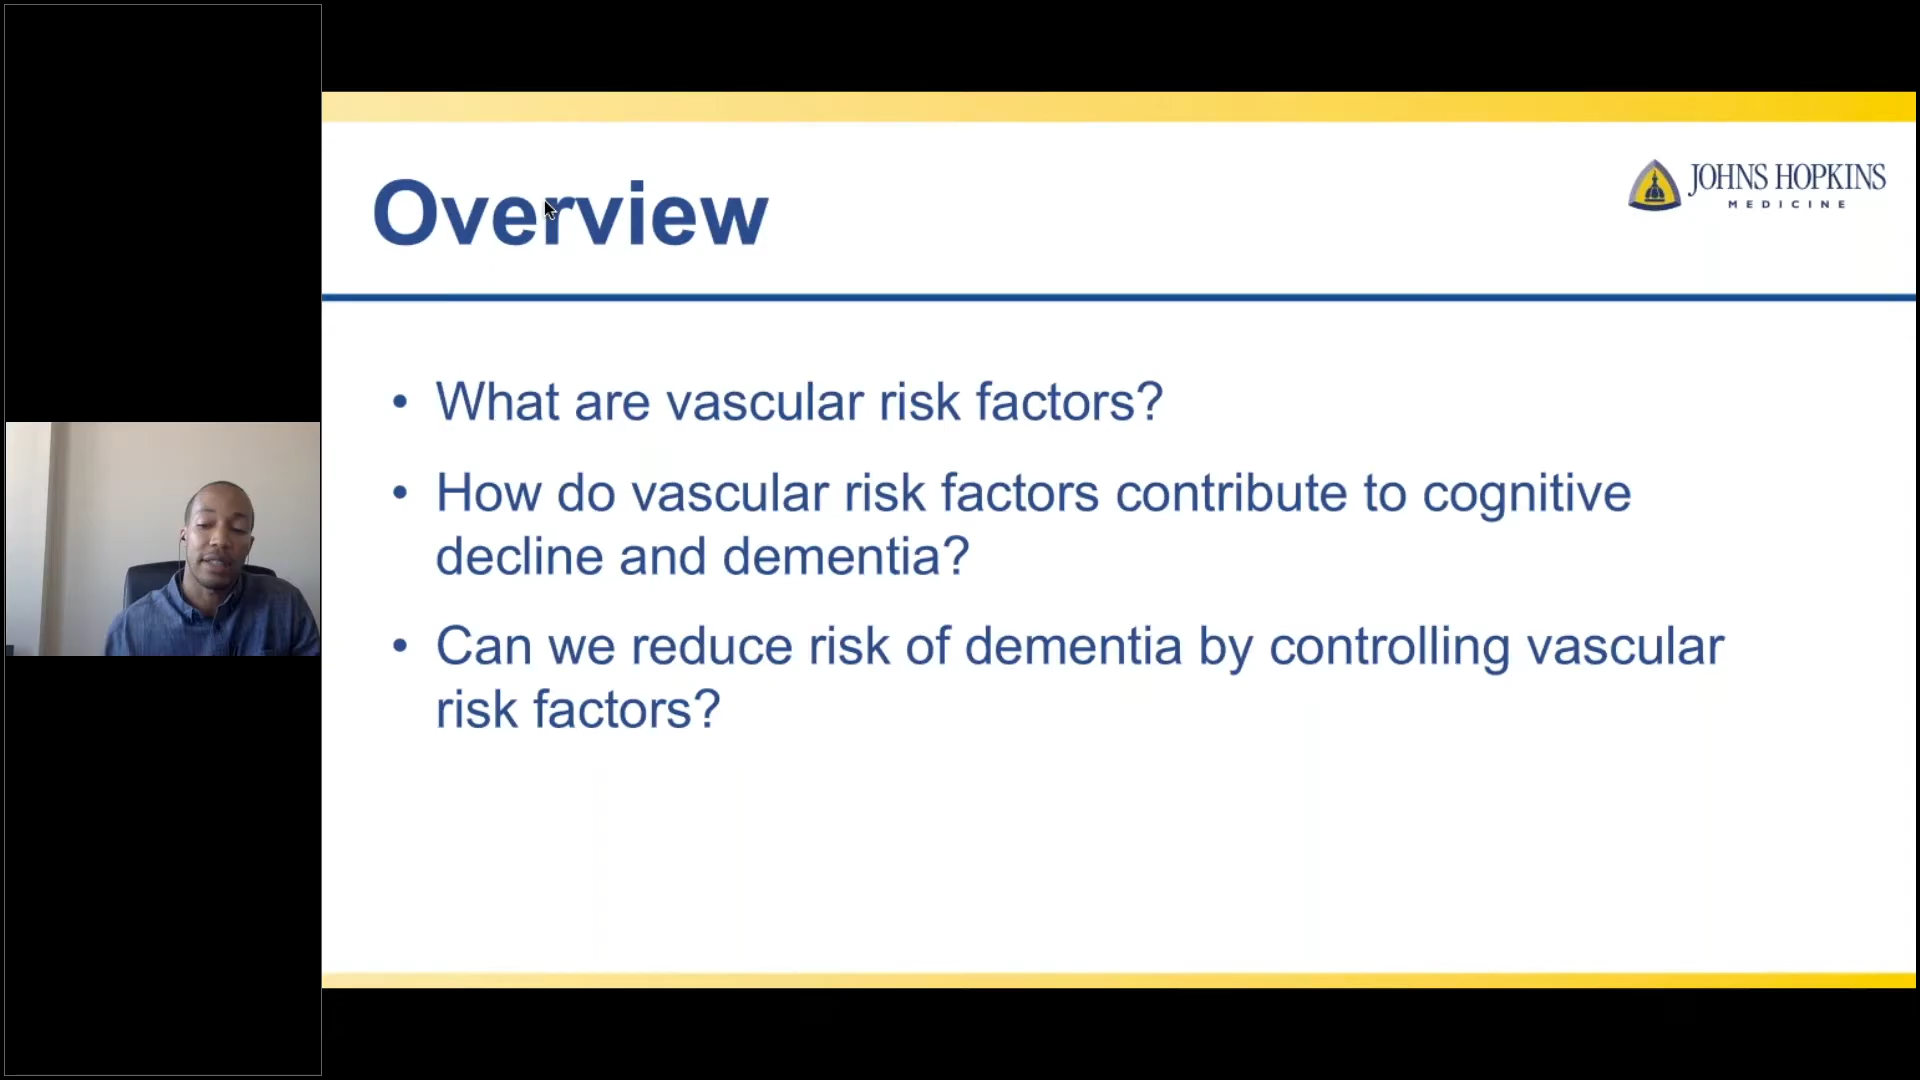 Overview
JOHNS HOPKINS
MEDICINE
• What are vascular risk factors?
• How do vascular risk factors contribute to cognitive
decline and dementia?
• Can we reduce risk of dementia by controlling vascular
risk factors?